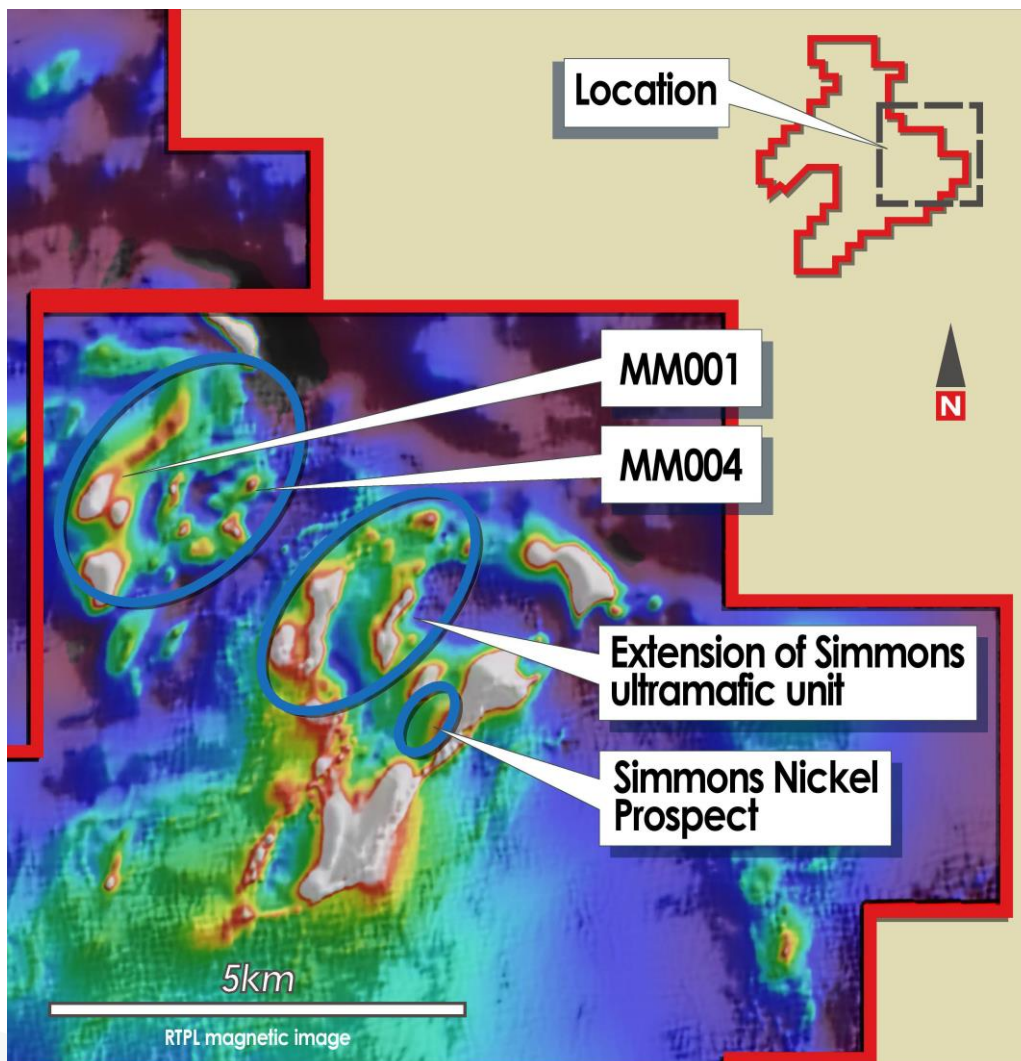 Location
MM001
N
MM004
Extension of Simmons
ultramafic unit
Simmons Nickel
Prospect
5km
RTPL magnetic image